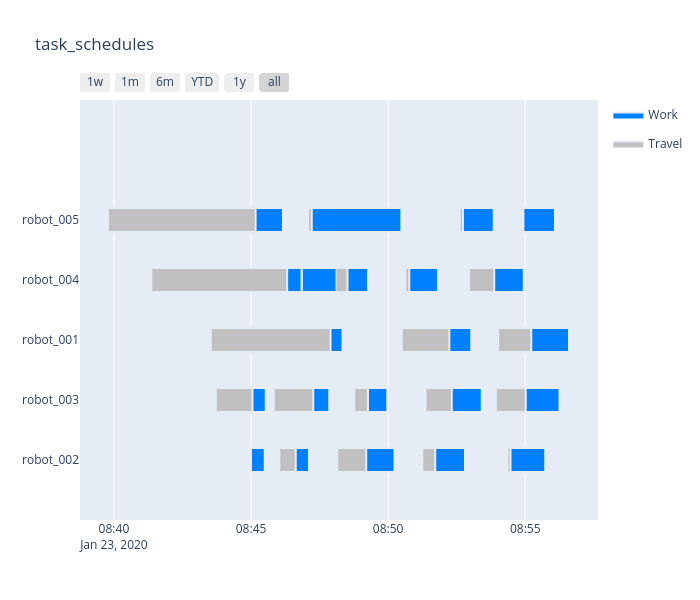 task_schedules
1w 1m 6m YTD 1y all
Work
Travel
robot_005
robot_004
robot_001
robot_003
robot_002
08:40 08:45 08:50 08:55
Jan 23, 2020